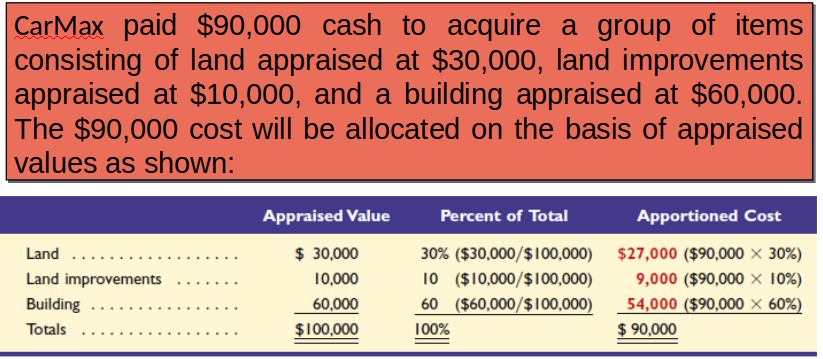 CarMax paid $90,000 cash to acquire a group of items
consisting of land appraised at $30,000, land improvements
appraised at $10,000, and a building appraised at $60,000.
The $90,000 cost will be allocated on the basis of appraised
values as shown:
Appraised Value Percent of Total Apportioned Cost
Land . . . . . . . . . . . . . . . . . . $ 30,000 30% ($30,000/$100,000) $27,000 ($90,000 × 30%)
Land improvements . . . . . . . 10,000 10 ($10,000/$100,000) 9,000 ($90,000 × 10%)
Building . . . . . . . . . . . . . . . . 60,000 60 ($60,000/$100,000) 54,000 ($90,000 × 60%)
Totals . . . . . . . . . . . . . . . . . $100,000 100% $ 90,000